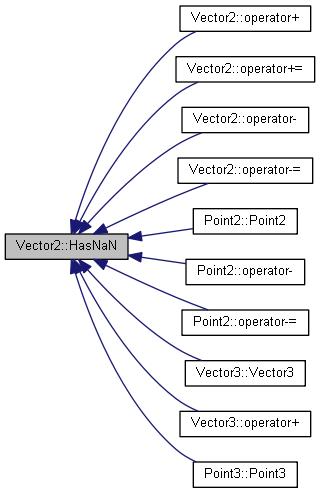 Vector2::operator+
Vector2::operator+=
Vector2::operator-
Vector2::operator-=
Point2::Point2
Vector2::HasNaN
Point2::operator-
Point2::operator-=
Vector3::Vector3
Vector3::operator+
Point3::Point3